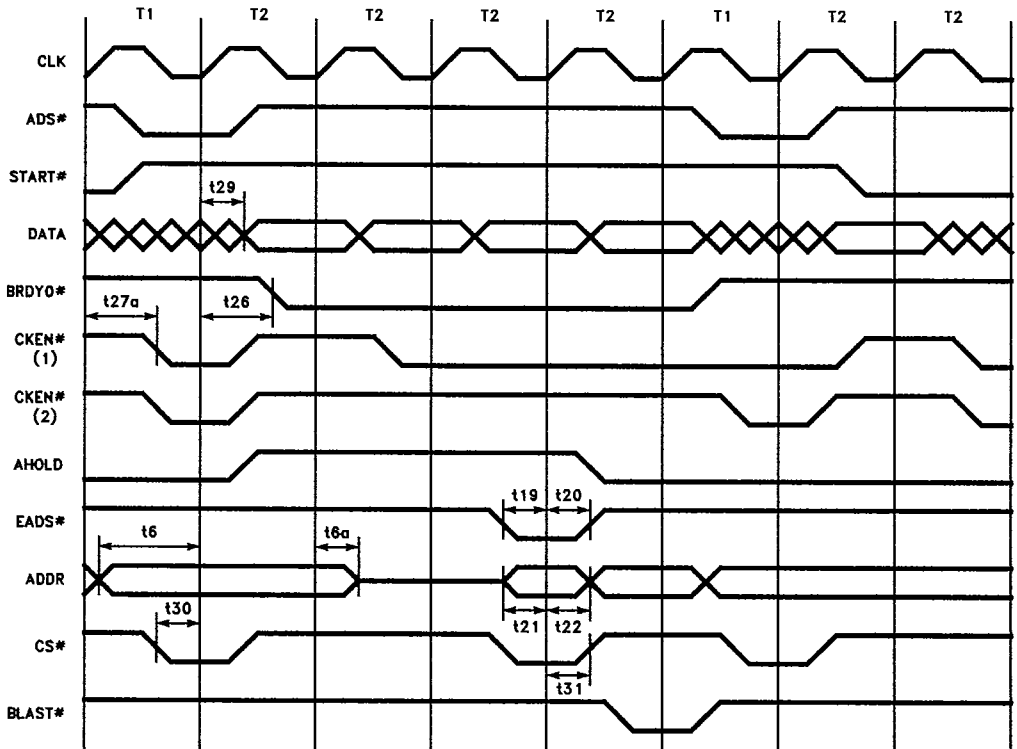 T1 T2 T2 T2 T2 T1 T2 T2
CLK
ADS#
START#
t29
DATA
BRDY0#
t27a t26
CKEN#
(1)
CKEN#
(2)
AHOLD
t19 t20
EADS#
t6 t6a
ADDR
t30 t21 t22
CS#
t31
BLAST#